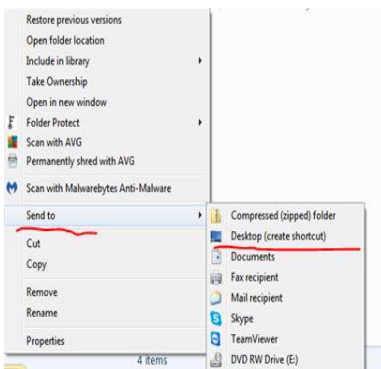 Restore previous versions
Open folder location
Include in library
Take Ownership
Open in new window
Folder Protect
Scan with AVG
Permanently shred with AVG
Scan with Malwarebytes Anti-Malware
Send to
Cut
Copy
Remove
Rename
Properties
Compressed (zipped) folder
Desktop (create shortcut)
Documents
Fax recipient
Mail recipient
Skype
TeamViewer
DVD RW Drive (E:)
4 items